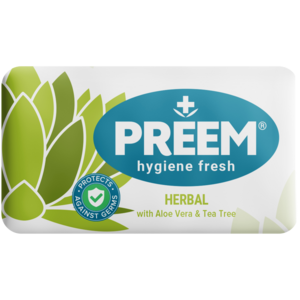 PREEM®
hygiene fresh
HERBAL
with Aloe Vera & Tea Tree
PROTECTS
AGAINST GERMS